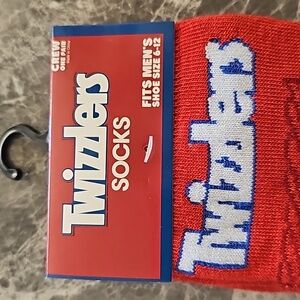 CREW
ONE PAIR
Twizzlers
SOCKS
FITS MEN'S
SHOE SIZE 6-12
Twizzlers